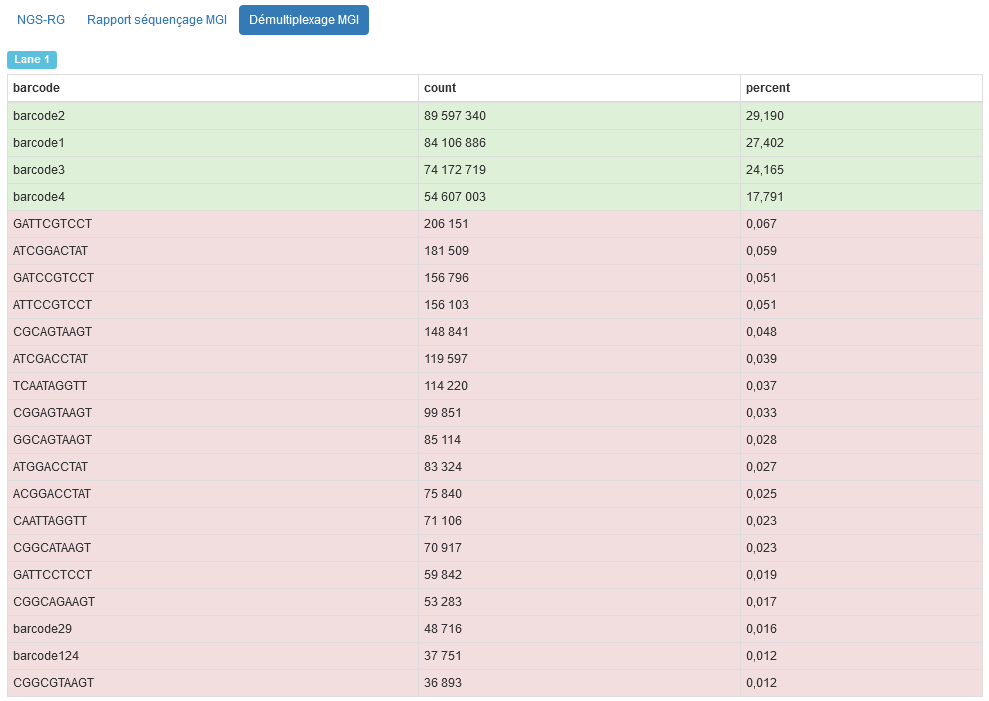 NGS-RG Rapport séquençage MGI Démultiplexage MGI
Lane 1
barcode count percent
barcode2 89 597 340 29,190
barcode1 84 106 886 27,402
barcode3 74 172 719 24,165
barcode4 54 607 003 17,791
GATTCGTCCT 206 151 0,067
ATCGGACTAT 181 509 0,059
GATCCGTCCT 156 796 0,051
ATTCCGTCCT 156 103 0,051
CGCAGTAAGT 148 841 0,048
ATCGACCTAT 119 597 0,039
TCAATAGGTT 114 220 0,037
CGGAGTAAGT 99 851 0,033
GGCAGTAAGT 85 114 0,028
ATGGACCTAT 83 324 0,027
ACGGACCTAT 75 840 0,025
CAATTAGGTT 71 106 0,023
CGGCATAAGT 70 917 0,023
GATTCCTCCT 59 842 0,019
CGGCAGAAGT 53 283 0,017
barcode29 48 716 0,016
barcode124 37 751 0,012
CGGCGTAAGT 36 893 0,012